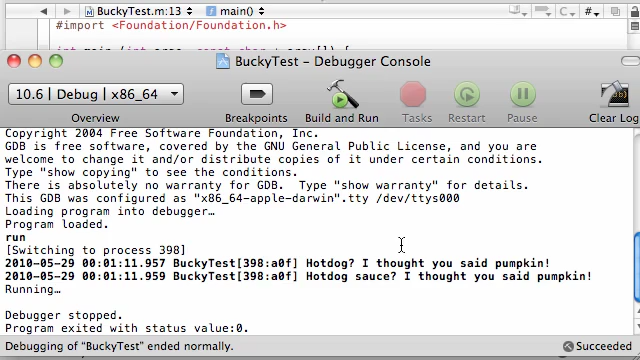 BuckyTest.m:13
main()
C
#
#import <Foundation/Foundation.h>
int main (int argc, const char * argv[]) {
BuckyTest – Debugger Console
10.6 | Debug | x86_64
Overview
Breakpoints
Build and Run
Tasks
Restart
Pause
Clear Log
Copyright 2004 Free Software Foundation, Inc.
GDB is free software, covered by the GNU General Public License, and you are
welcome to change it and/or distribute copies of it under certain conditions.
Type "show copying" to see the conditions.
There is absolutely no warranty for GDB.  Type "show warranty" for details.
This GDB was configured as "x86_64-apple-darwin".tty /dev/ttys000
Loading program into debugger…
Program loaded.
run
[Switching to process 398]
2010-05-29 00:01:11.957 BuckyTest[398:a0f] Hotdog? I thought you said pumpkin!
2010-05-29 00:01:11.959 BuckyTest[398:a0f] Hotdog sauce? I thought you said pumpkin!
Running…
Debugger stopped.
Program exited with status value:0.
Debugging of "BuckyTest" ended normally.
Succeeded